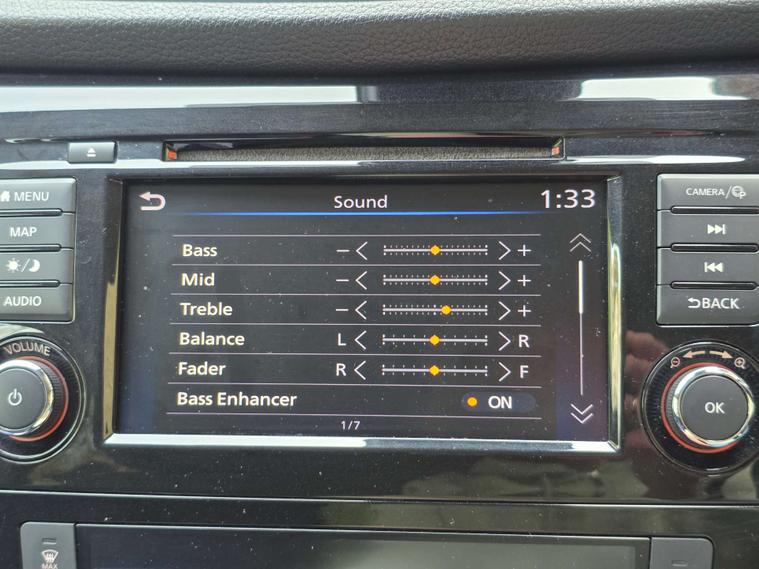 Sound 1:33
MENU
MAP
AUDIO
VOLUME
Bass − +
Mid − +
Treble − +
Balance L R
Fader R F
Bass Enhancer ON
1/7
CAMERA/
BACK
OK
MAX